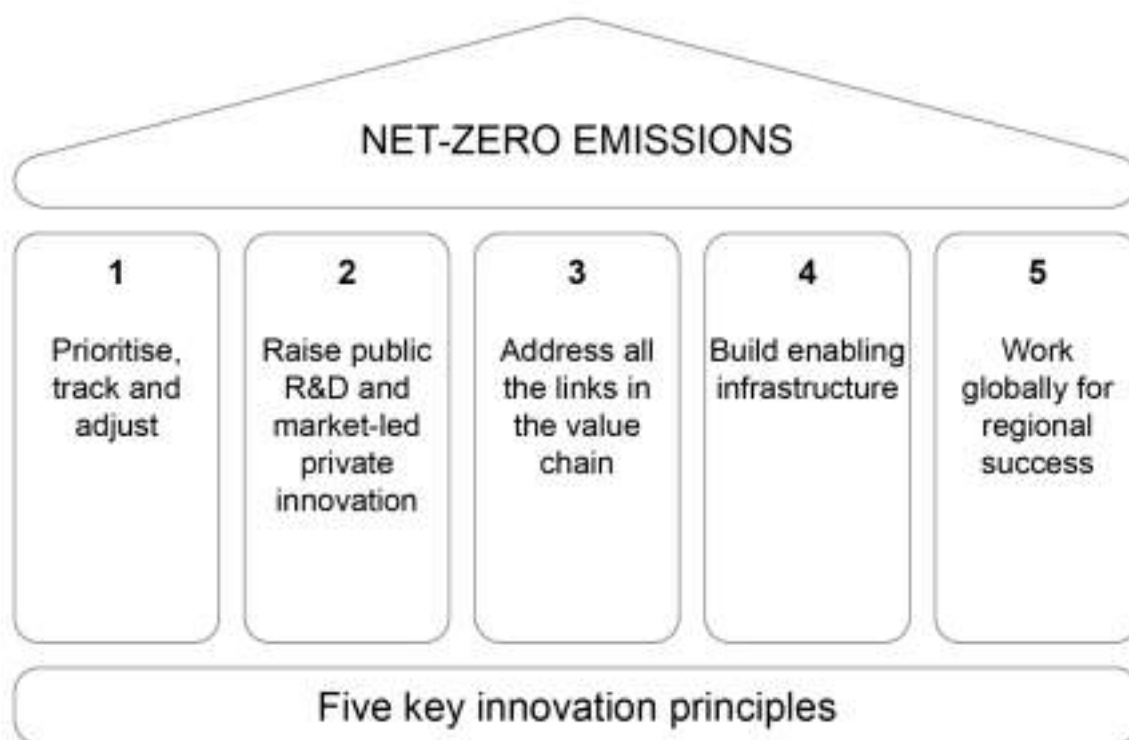 NET-ZERO EMISSIONS
1
Prioritise,
track and
adjust
2
Raise public
R&D and
market-led
private
innovation
3
Address all
the links in
the value
chain
4
Build enabling
infrastructure
5
Work
globally for
regional
success
Five key innovation principles